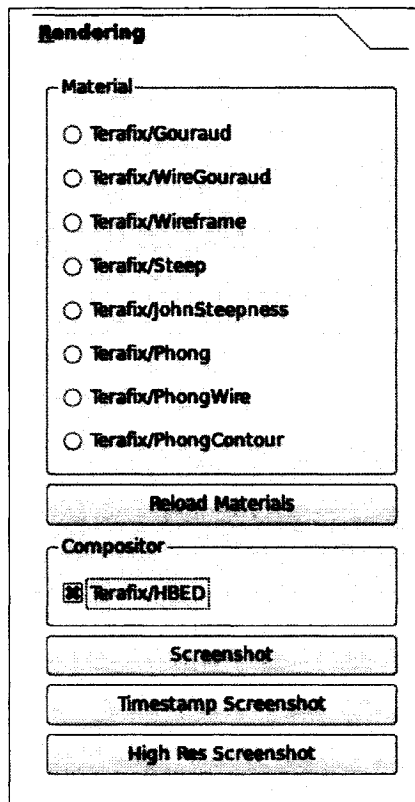 Rendering
Material
Terafix/Gouraud
Terafix/WireGouraud
Terafix/Wireframe
Terafix/Steep
Terafix/JohnSteepness
Terafix/Phong
Terafix/PhongWire
Terafix/PhongContour
Reload Materials
Compositor
Terafix/HBED
Screenshot
Timestamp Screenshot
High Res Screenshot